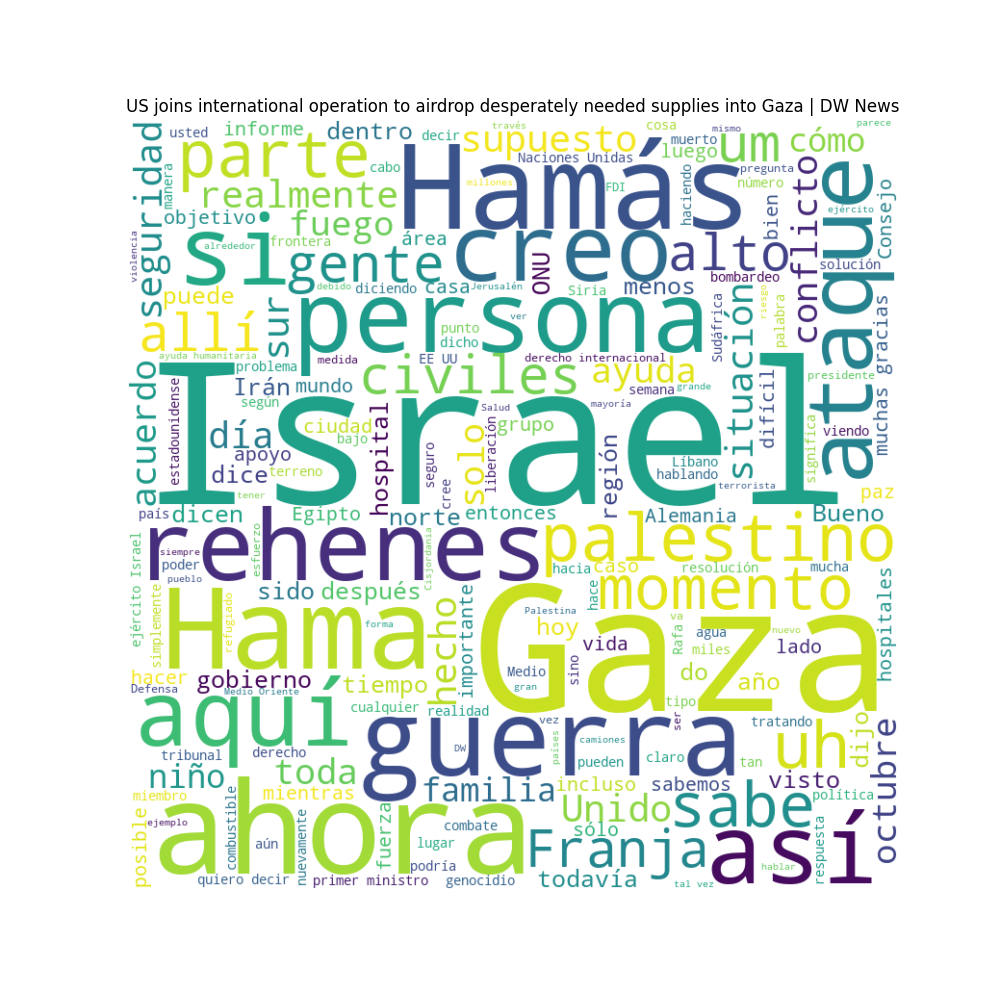 US joins international operation to airdrop desperately needed supplies into Gaza | DW News
usted
informe
dentro
decir
través
supuesto
cosa
mismo
muerto
um
cómo
parece
parte
cabo
Naciones Unidas
luego
pregunta
seguridad
manera
realmente
millones
Hamás
FDI
haciendo
número
bien
conflicto
ataque
ejército
Consejo
objetivo
fuego
violencia
si
alrededor
frontera
área
creo
ONU
alto
bombardeo
solución
gente
debido
diciendo
casa
Jerusalén
Siria
menos
puede
sur
persona
punto
dicho
ver
Sudáfrica
situación
riesgo
palabra
muchas gracias
allí
ayuda humanitaria
problema
medida
EE UU
derecho internacional
acuerdo
estadounidense
Irán
mundo
civiles
ayuda
semana
grande
difícil
presidente
según
Israel
Salud
mayoría
significa
viendo
día
ciudad
bajo
hospital
seguro
solo
liberación
grupo
región
apoyo
dice
terreno
cree
Líbano
hablando
terrorista
paz
tener
país
dicen
Egipto
norte
entonces
Alemania
Bueno
ejército Israel
siempre
poder
pueblo
esfuerzo
rehenes
Cisjordania
palestino
hacia
caso
resolución
mucha
simplemente
refugiado
sido
después
hace
momento
hospitales
Hama
forma
hecho
importante
Gaza
Palestina
hoy
vida
Rafa
va
agua
nuevo
miles
lado
hacer
Defensa
gobierno
Medio Oriente
tiempo
Medio
gran
sino
do
año
aquí
cualquier
realidad
tipo
guerra
vez
ser
tratando
dijo
octubre
tribunal
derecho
DW
países
camiones
pueden
claro
tan
uh
niño
toda
mientras
familia
incluso
sabemos
visto
miembro
combustible
Unido
sabe
política
posible
ejemplo
ahora
aún
nuevamente
fuerza
combate
lugar
sólo
Franja
así
respuesta
podría
hablar
quiero decir
primer ministro
genocidio
todavía
tal vez